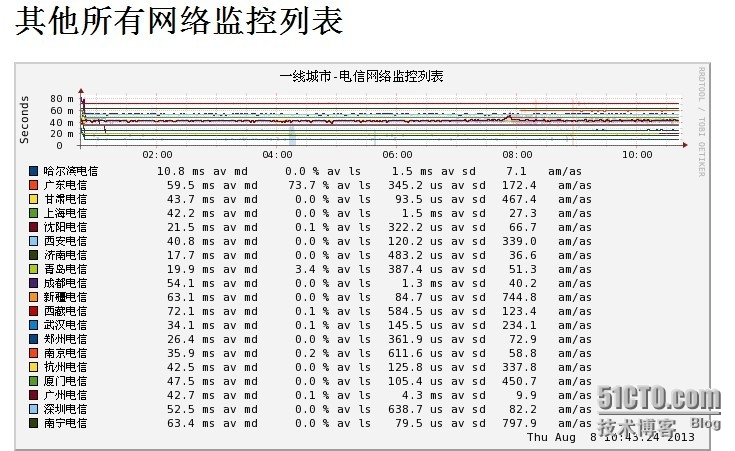 其他所有网络监控列表
一线城市-电信网络监控列表
RRDTOOL / TOBI OETIKER
Seconds
80 m
60 m
40 m
20 m
0
02:00 04:00 06:00 08:00 10:00
哈尔滨电信 10.8 ms av md 0.0 % av ls 1.5 ms av sd 7.1 am/as
广东电信 59.5 ms av md 73.7 % av ls 345.2 us av sd 172.4 am/as
甘肃电信 43.7 ms av md 0.0 % av ls 93.5 us av sd 467.4 am/as
上海电信 42.2 ms av md 0.0 % av ls 1.5 ms av sd 27.3 am/as
沈阳电信 21.5 ms av md 0.1 % av ls 322.2 us av sd 66.7 am/as
西安电信 40.8 ms av md 0.0 % av ls 120.2 us av sd 339.0 am/as
济南电信 17.7 ms av md 0.0 % av ls 483.2 us av sd 36.6 am/as
青岛电信 19.9 ms av md 3.4 % av ls 387.4 us av sd 51.3 am/as
成都电信 54.1 ms av md 0.0 % av ls 1.3 ms av sd 40.2 am/as
新疆电信 63.1 ms av md 0.0 % av ls 84.7 us av sd 744.8 am/as
西藏电信 72.1 ms av md 0.1 % av ls 584.5 us av sd 123.4 am/as
武汉电信 34.1 ms av md 0.1 % av ls 145.5 us av sd 234.1 am/as
郑州电信 26.4 ms av md 0.0 % av ls 361.9 us av sd 72.9 am/as
南京电信 35.9 ms av md 0.2 % av ls 611.6 us av sd 58.8 am/as
杭州电信 42.5 ms av md 0.0 % av ls 125.8 us av sd 337.8 am/as
厦门电信 47.5 ms av md 0.0 % av ls 105.4 us av sd 450.7 am/as
广州电信 42.7 ms av md 0.1 % av ls 4.3 ms av sd 9.9 am/as
深圳电信 52.5 ms av md 0.0 % av ls 638.7 us av sd 82.2 am/as
南宁电信 63.4 ms av md 0.0 % av ls 79.5 us av sd 797.9 am/as
Thu Aug 8 10:43:24 2013
51CTO.com
技术博客 Blog